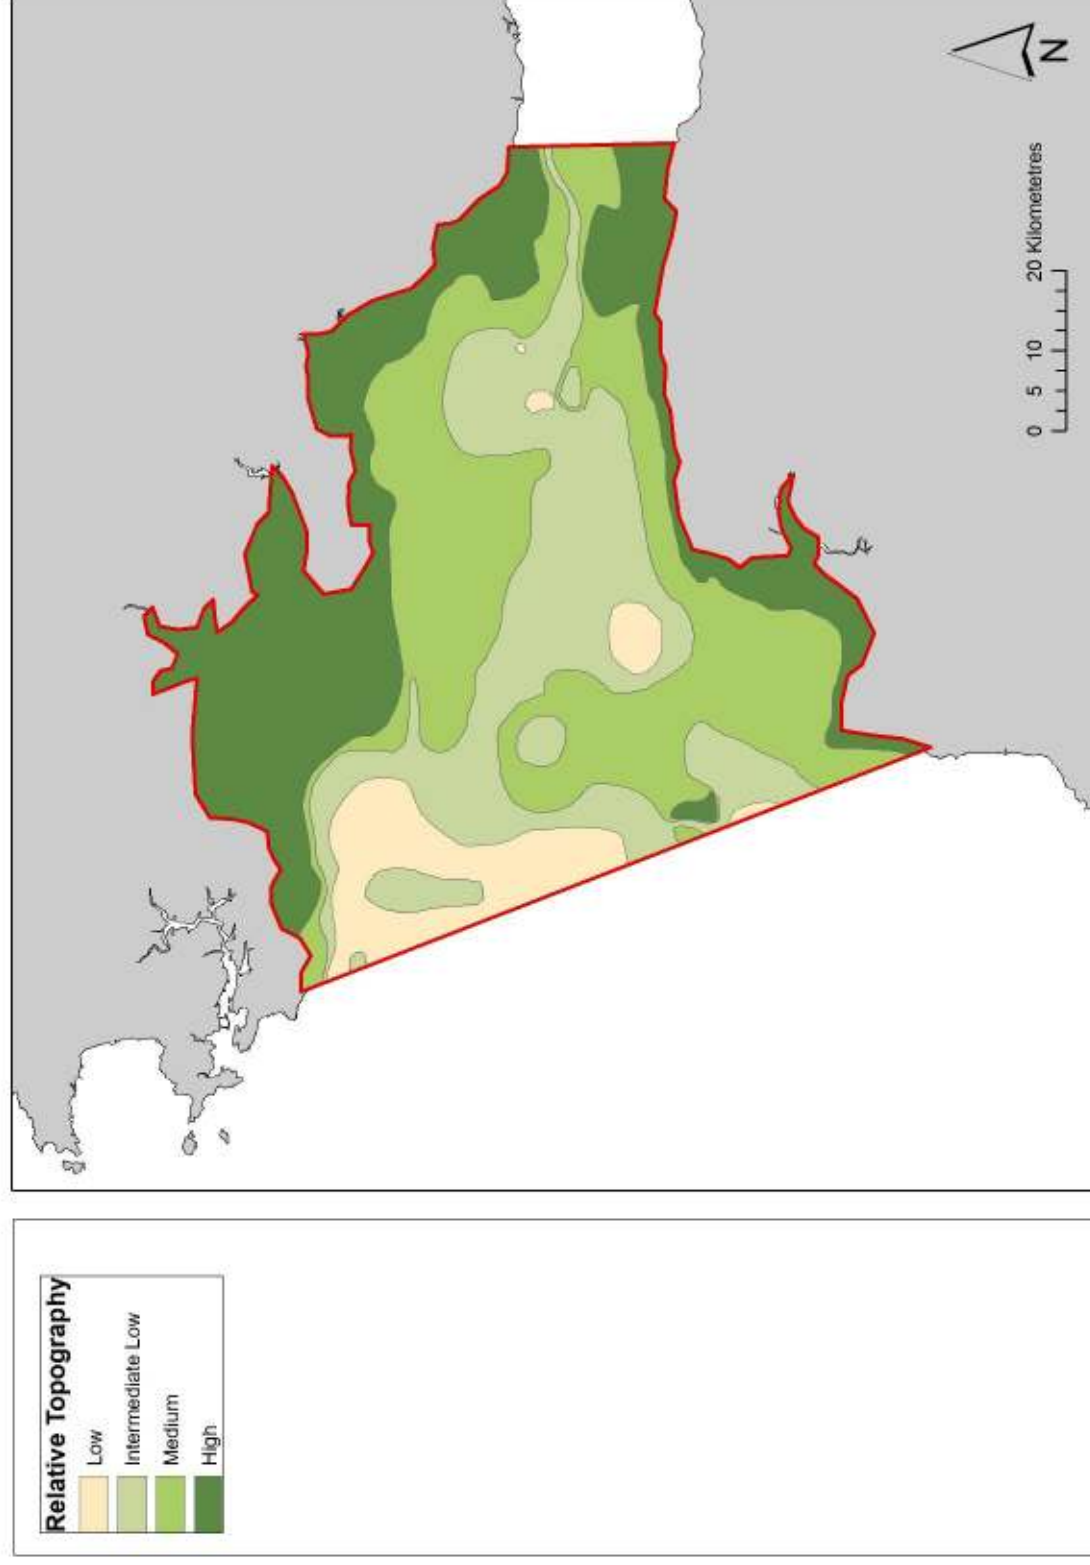 Relative Topography
Low
Intermediate Low
Medium
High
0 5 10 20 Kilometetres
N